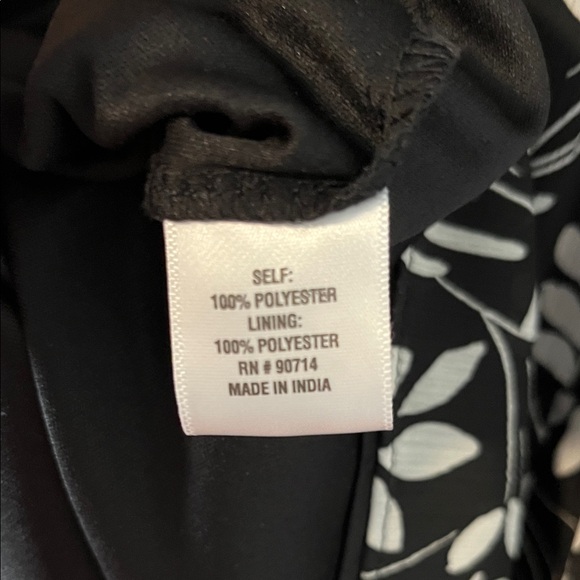 SELF:
100% POLYESTER
LINING:
100% POLYESTER
RN # 90714
MADE IN INDIA